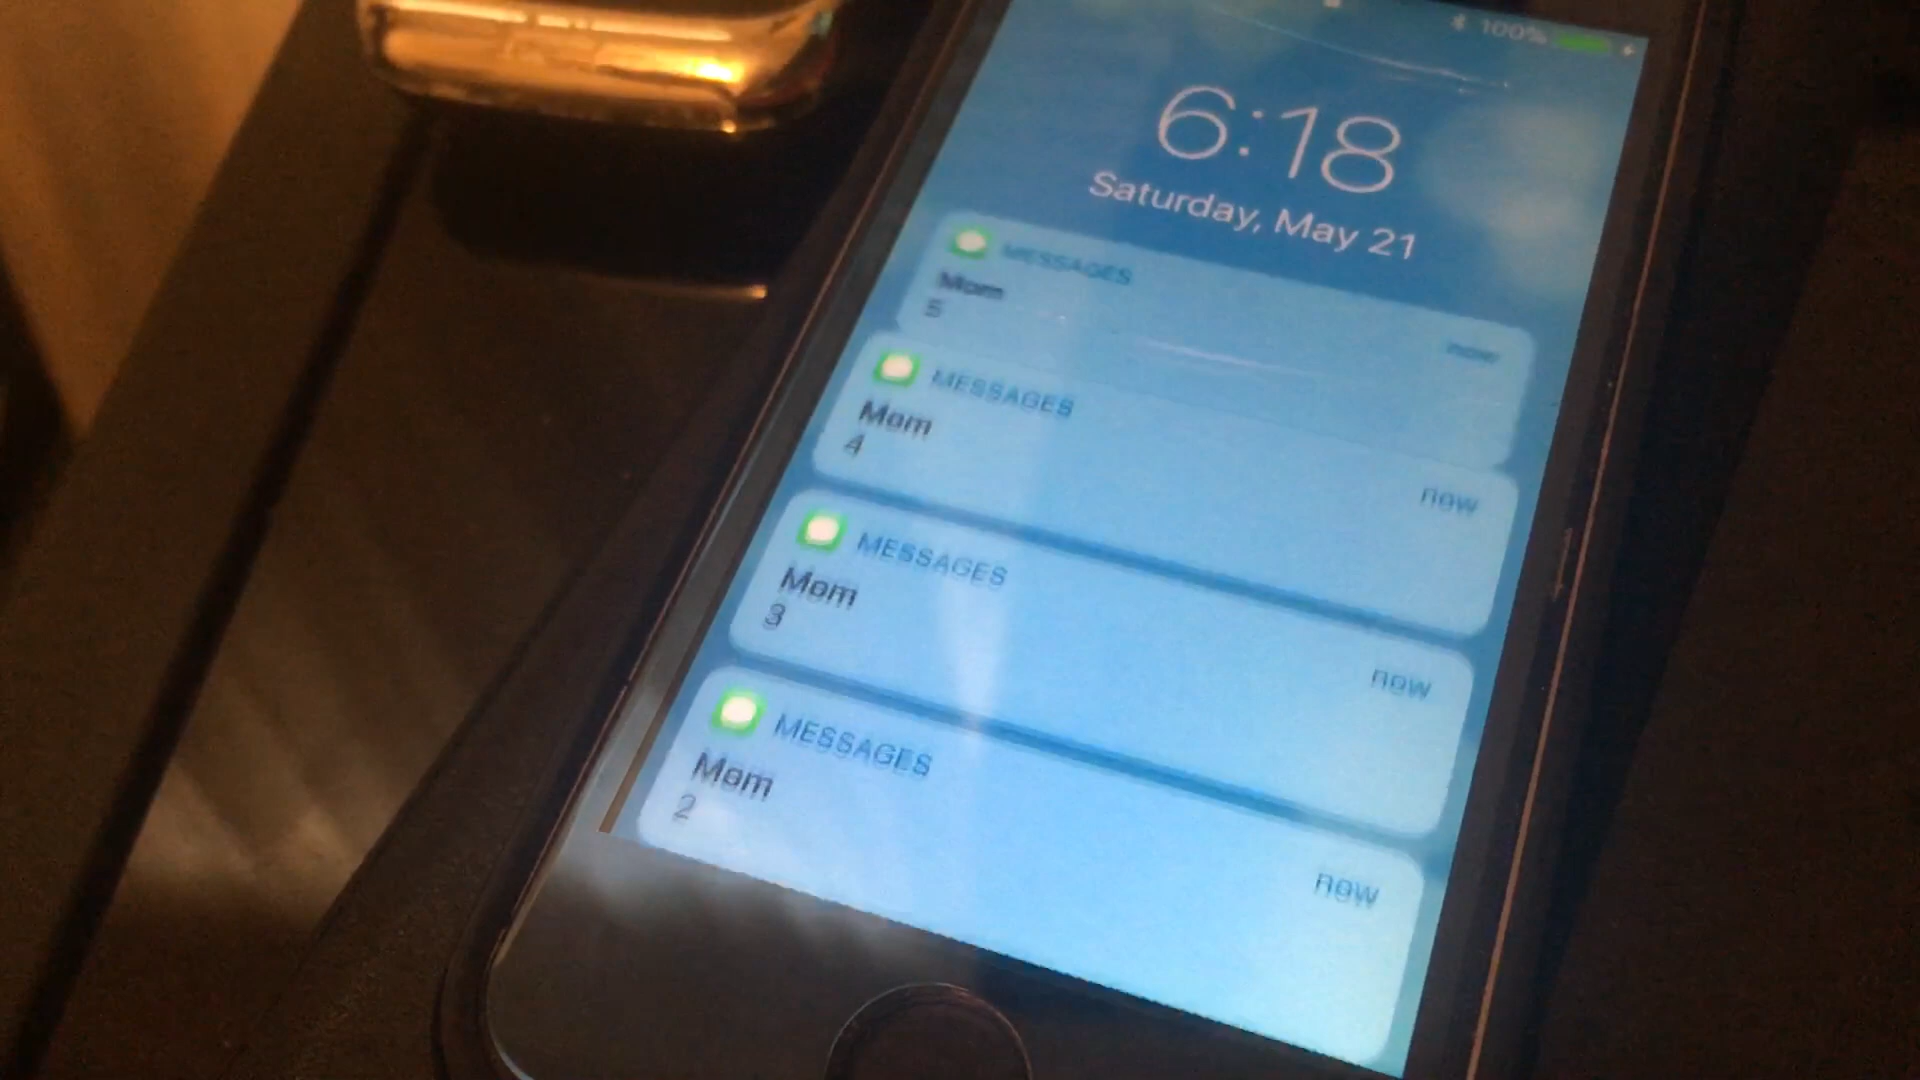 100%
6:18
Saturday, May 21
MESSAGES
Mom
5
now
MESSAGES
Mom
4
now
MESSAGES
Mom
3
now
MESSAGES
Mom
2
now